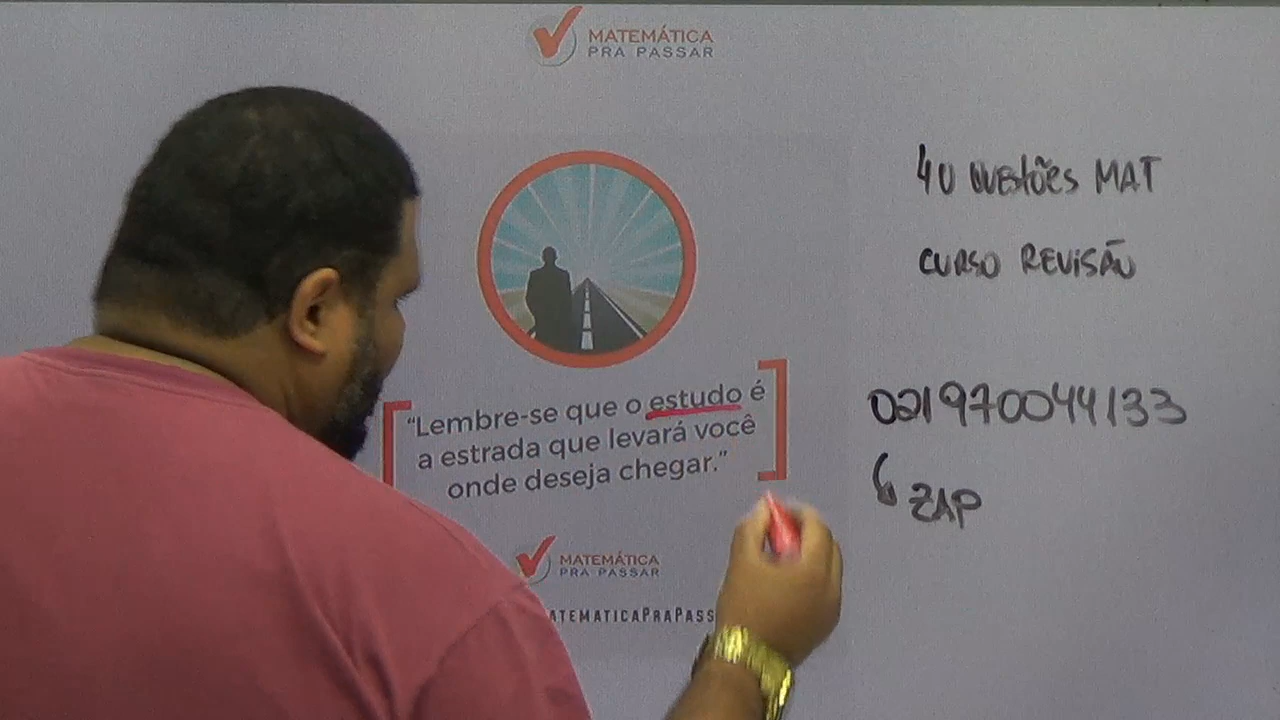 MATEMÁTICA
PRA PASSAR
“Lembre-se que o estudo é
a estrada que levará você
onde deseja chegar.”
MATEMÁTICA
PRA PASSAR
ATEMATICAPRAPASS
40 QUESTÕES MAT
CURSO REVISÃO
021970044133
ZAP